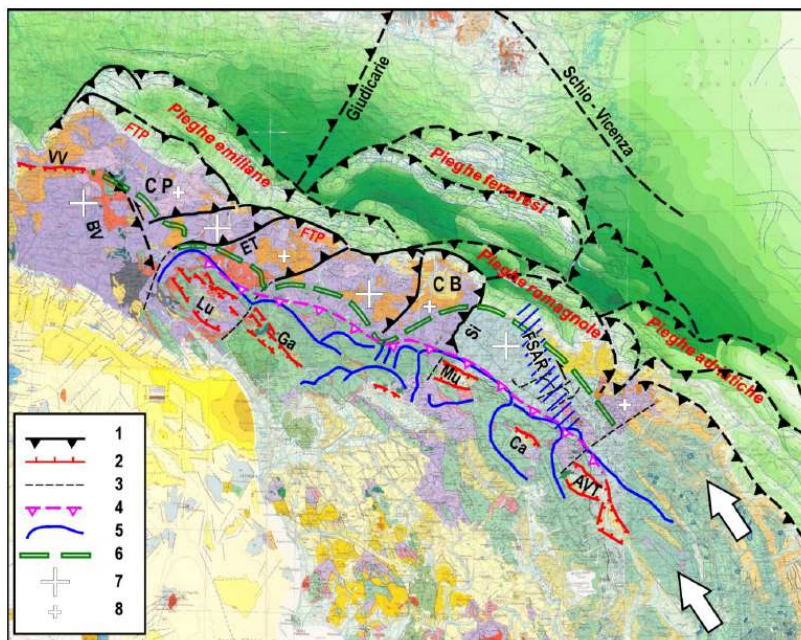 Giudicarie
Schio - Vicenza
Pieghe emiliane
FTP
VV
C P
Pieghe ferraresi
BV
ET
FTP
C B
Pieghe romagnole
Lu
Ga
SI
FSAR
Pieghe adriatiche
Mu
Ca
AVT
1
2
3
4
5
6
7
8